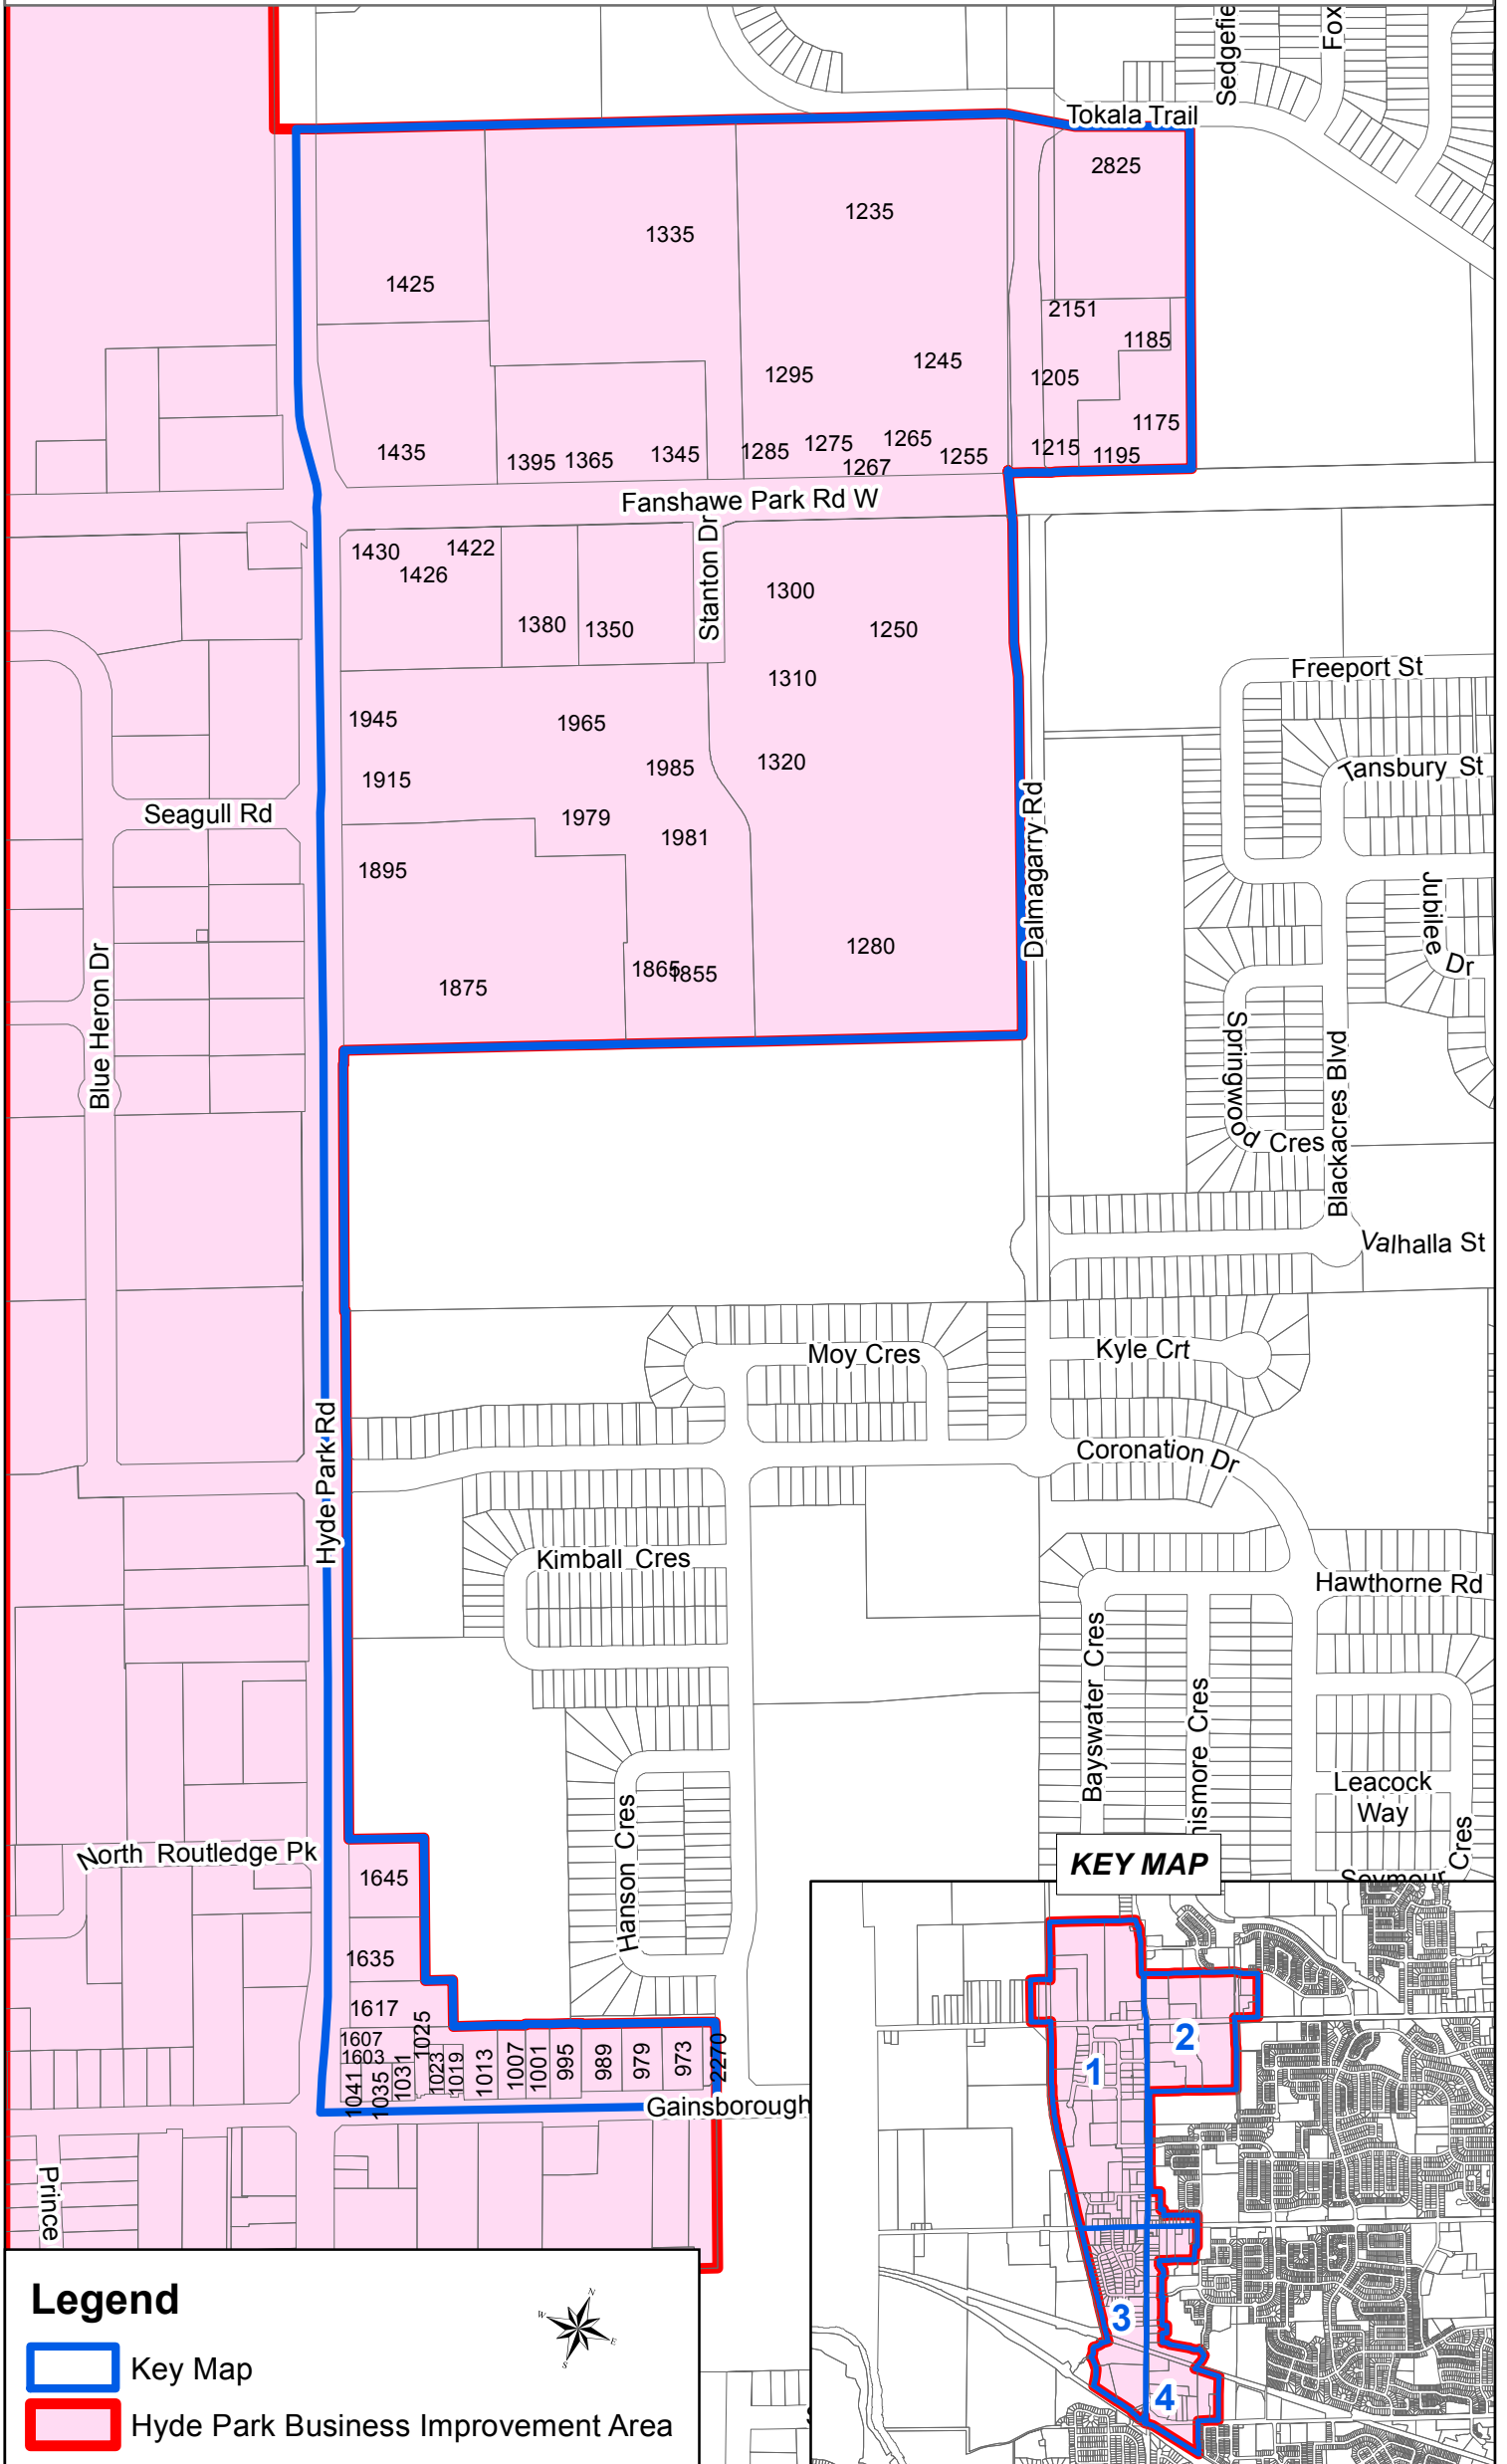 Sedgefie
Fox
Tokala Trail
2825
1235
1335
1425
2151
1185
1245
1295
1205
1175
1435
1395
1365
1345
1285
1275
1265
1267
1255
1215
1195
Fanshawe Park Rd W
Stanton Dr
1430
1422
1426
1380
1350
1300
1250
1310
1945
1965
1915
1985
1320
1979
1981
1895
1280
1865
1855
1875
Freeport St
Tansbury St
Jubilee Dr
Dalmagarry Rd
Seagull Rd
Blue Heron Dr
Springwood Cres
Blackacres Blvd
Valhalla St
Moy Cres
Kyle Crt
Coronation Dr
Hyde Park Rd
Kimball Cres
Hawthorne Rd
Bayswater Cres
nismore Cres
Leacock
Way
Hanson Cres
Cres
Seymour
North Routledge Pk
1645
1635
1617
1607
1603
1041
1035
1031
1025
1023
1019
1013
1007
1001
995
989
979
973
2270
Gainsborough
Prince
KEY MAP
1
2
3
4
Legend
N
W
E
S
Key Map
Hyde Park Business Improvement Area